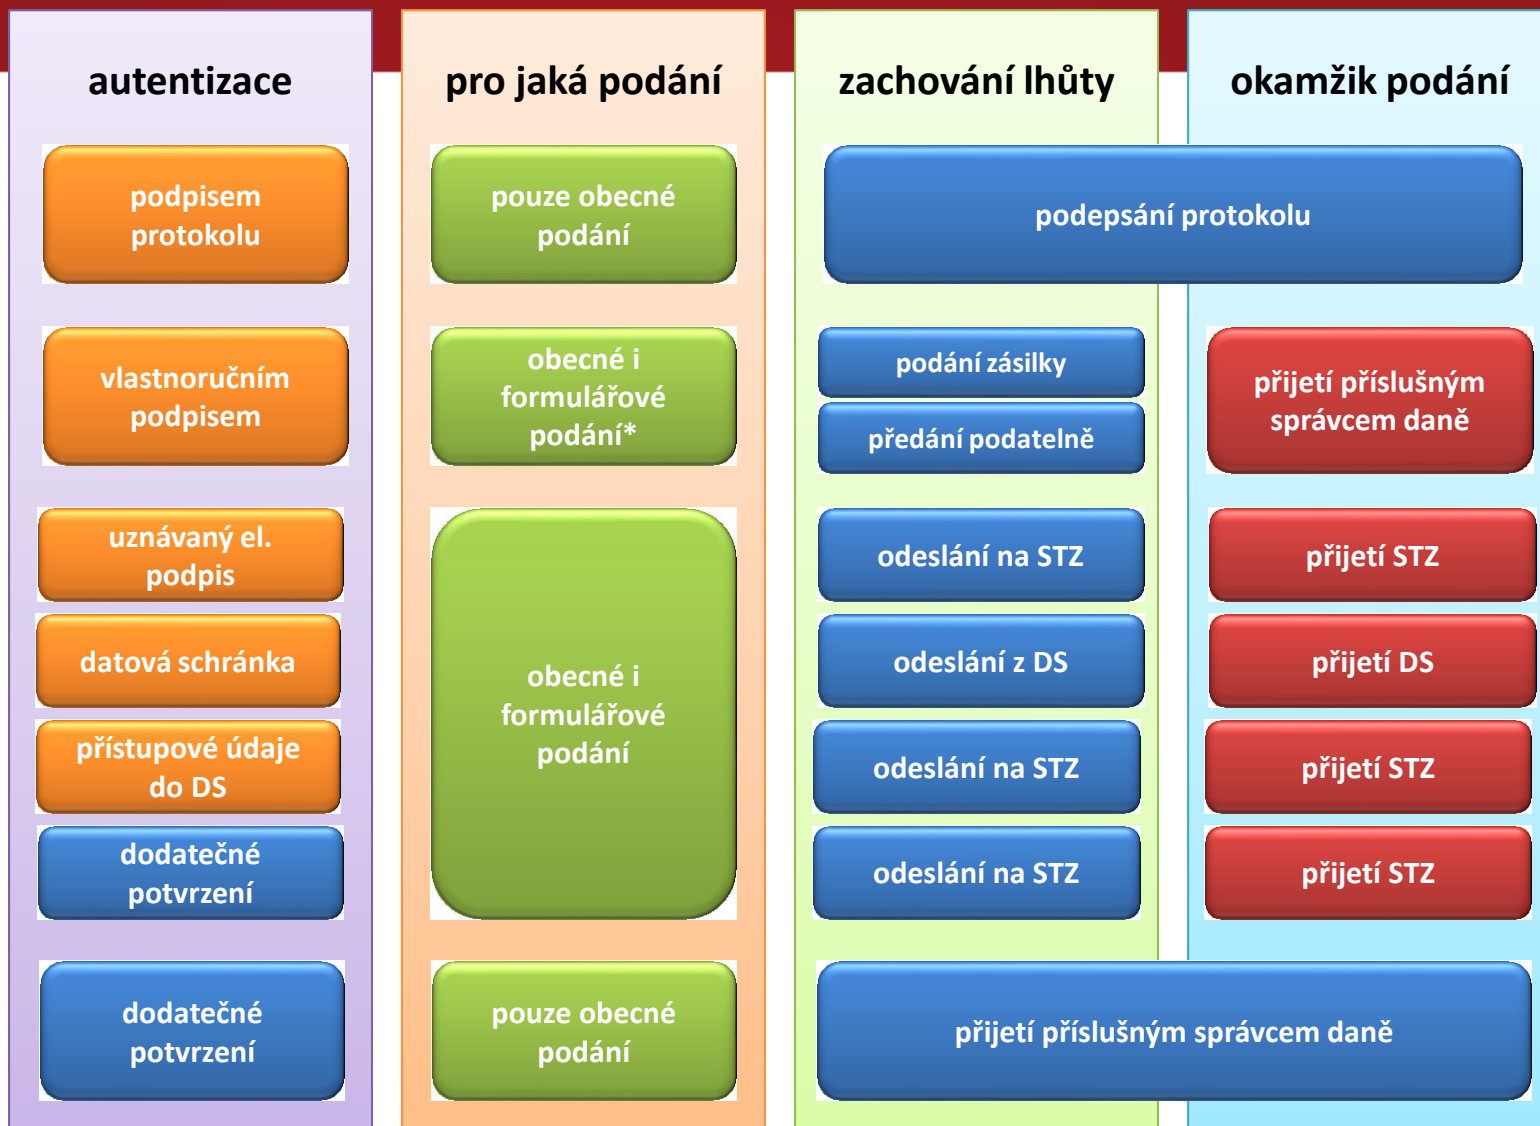 autentizace
pro jaká podání
zachování lhůty
okamžik podání
podpisem
protokolu
pouze obecné
podání
podepsání protokolu
vlastnoručním
podpisem
obecné i
formulářové
podání*
podání zásilky
předání podatelně
přijetí příslušným
správcem daně
uznávaný el.
podpis
datová schránka
přístupové údaje
do DS
dodatečné
potvrzení
obecné i
formulářové
podání
odeslání na STZ
přijetí STZ
odeslání z DS
přijetí DS
odeslání na STZ
přijetí STZ
odeslání na STZ
přijetí STZ
dodatečné
potvrzení
pouze obecné
podání
přijetí příslušným správcem daně